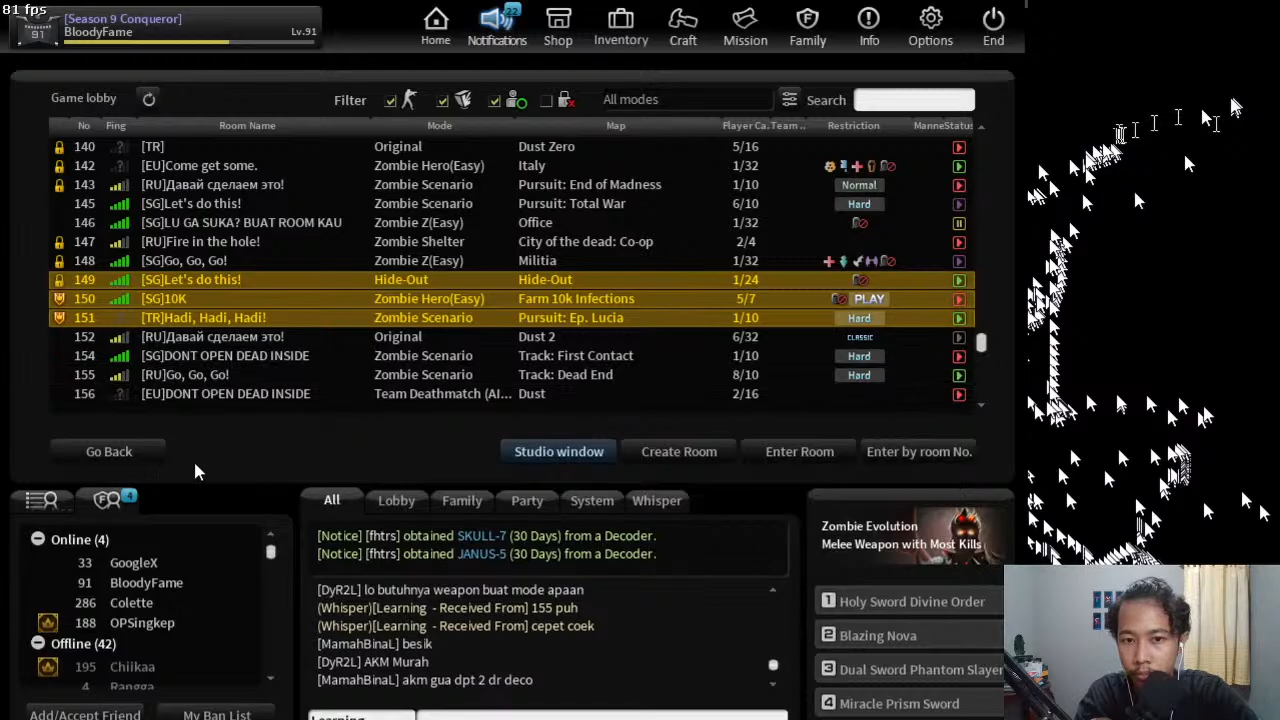 81 fps
[Season 9 Conqueror]
91 BloodyFame Lv.91
22
Home Notifications Shop Inventory Craft Mission Family Info Options End
Game lobby Filter All modes Search
No Ping Room Name Mode Map Player Ca. Team ... Restriction Manne Status
140 [TR] Original Dust Zero 5/16
142 [EU]Come get some. Zombie Hero(Easy) Italy 1/32
143 [RU]Давай сделаем это! Zombie Scenario Pursuit: End of Madness 1/10 Normal
145 [SG]Let's do this! Zombie Scenario Pursuit: Total War 6/10 Hard
146 [SG]LU GA SUKA? BUAT ROOM KAU Zombie Z(Easy) Office 1/32
147 [RU]Fire in the hole! Zombie Shelter City of the dead: Co-op 2/4
148 [SG]Go, Go, Go! Zombie Z(Easy) Militia 1/32
149 [SG]Let's do this! Hide-Out Hide-Out 1/24
150 [SG]10K Zombie Hero(Easy) Farm 10k Infections 5/7 PLAY
151 [TR]Hadi, Hadi, Hadi! Zombie Scenario Pursuit: Ep. Lucia 1/10 Hard
152 [RU]Давай сделаем это! Original Dust 2 6/32 CLASSIC
154 [SG]DONT OPEN DEAD INSIDE Zombie Scenario Track: First Contact 1/10 Hard
155 [RU]Go, Go, Go! Zombie Scenario Track: Dead End 8/10 Hard
156 [EU]DONT OPEN DEAD INSIDE Team Deathmatch (AI... Dust 2/16
Go Back Studio window Create Room Enter Room Enter by room No.
4
All Lobby Family Party System Whisper
Online (4)
33 GoogleX
91 BloodyFame
286 Colette
188 OPSingkep
Offline (42)
195 Chiikaa
4 Rangga
Add/Accept Friend My Ban List
[Notice] [fhtrs] obtained SKULL-7 (30 Days) from a Decoder.
[Notice] [fhtrs] obtained JANUS-5 (30 Days) from a Decoder.
[DyR2L] lo butuhnya weapon buat mode apaan
(Whisper)[Learning - Received From] 155 puh
(Whisper)[Learning - Received From] cepet coek
[MamahBinaL] besik
[DyR2L] AKM Murah
[MamahBinaL] akm gua dpt 2 dr deco
Learning
Zombie Evolution
Melee Weapon with Most Kills
1 Holy Sword Divine Order
2 Blazing Nova
3 Dual Sword Phantom Slayer
4 Miracle Prism Sword